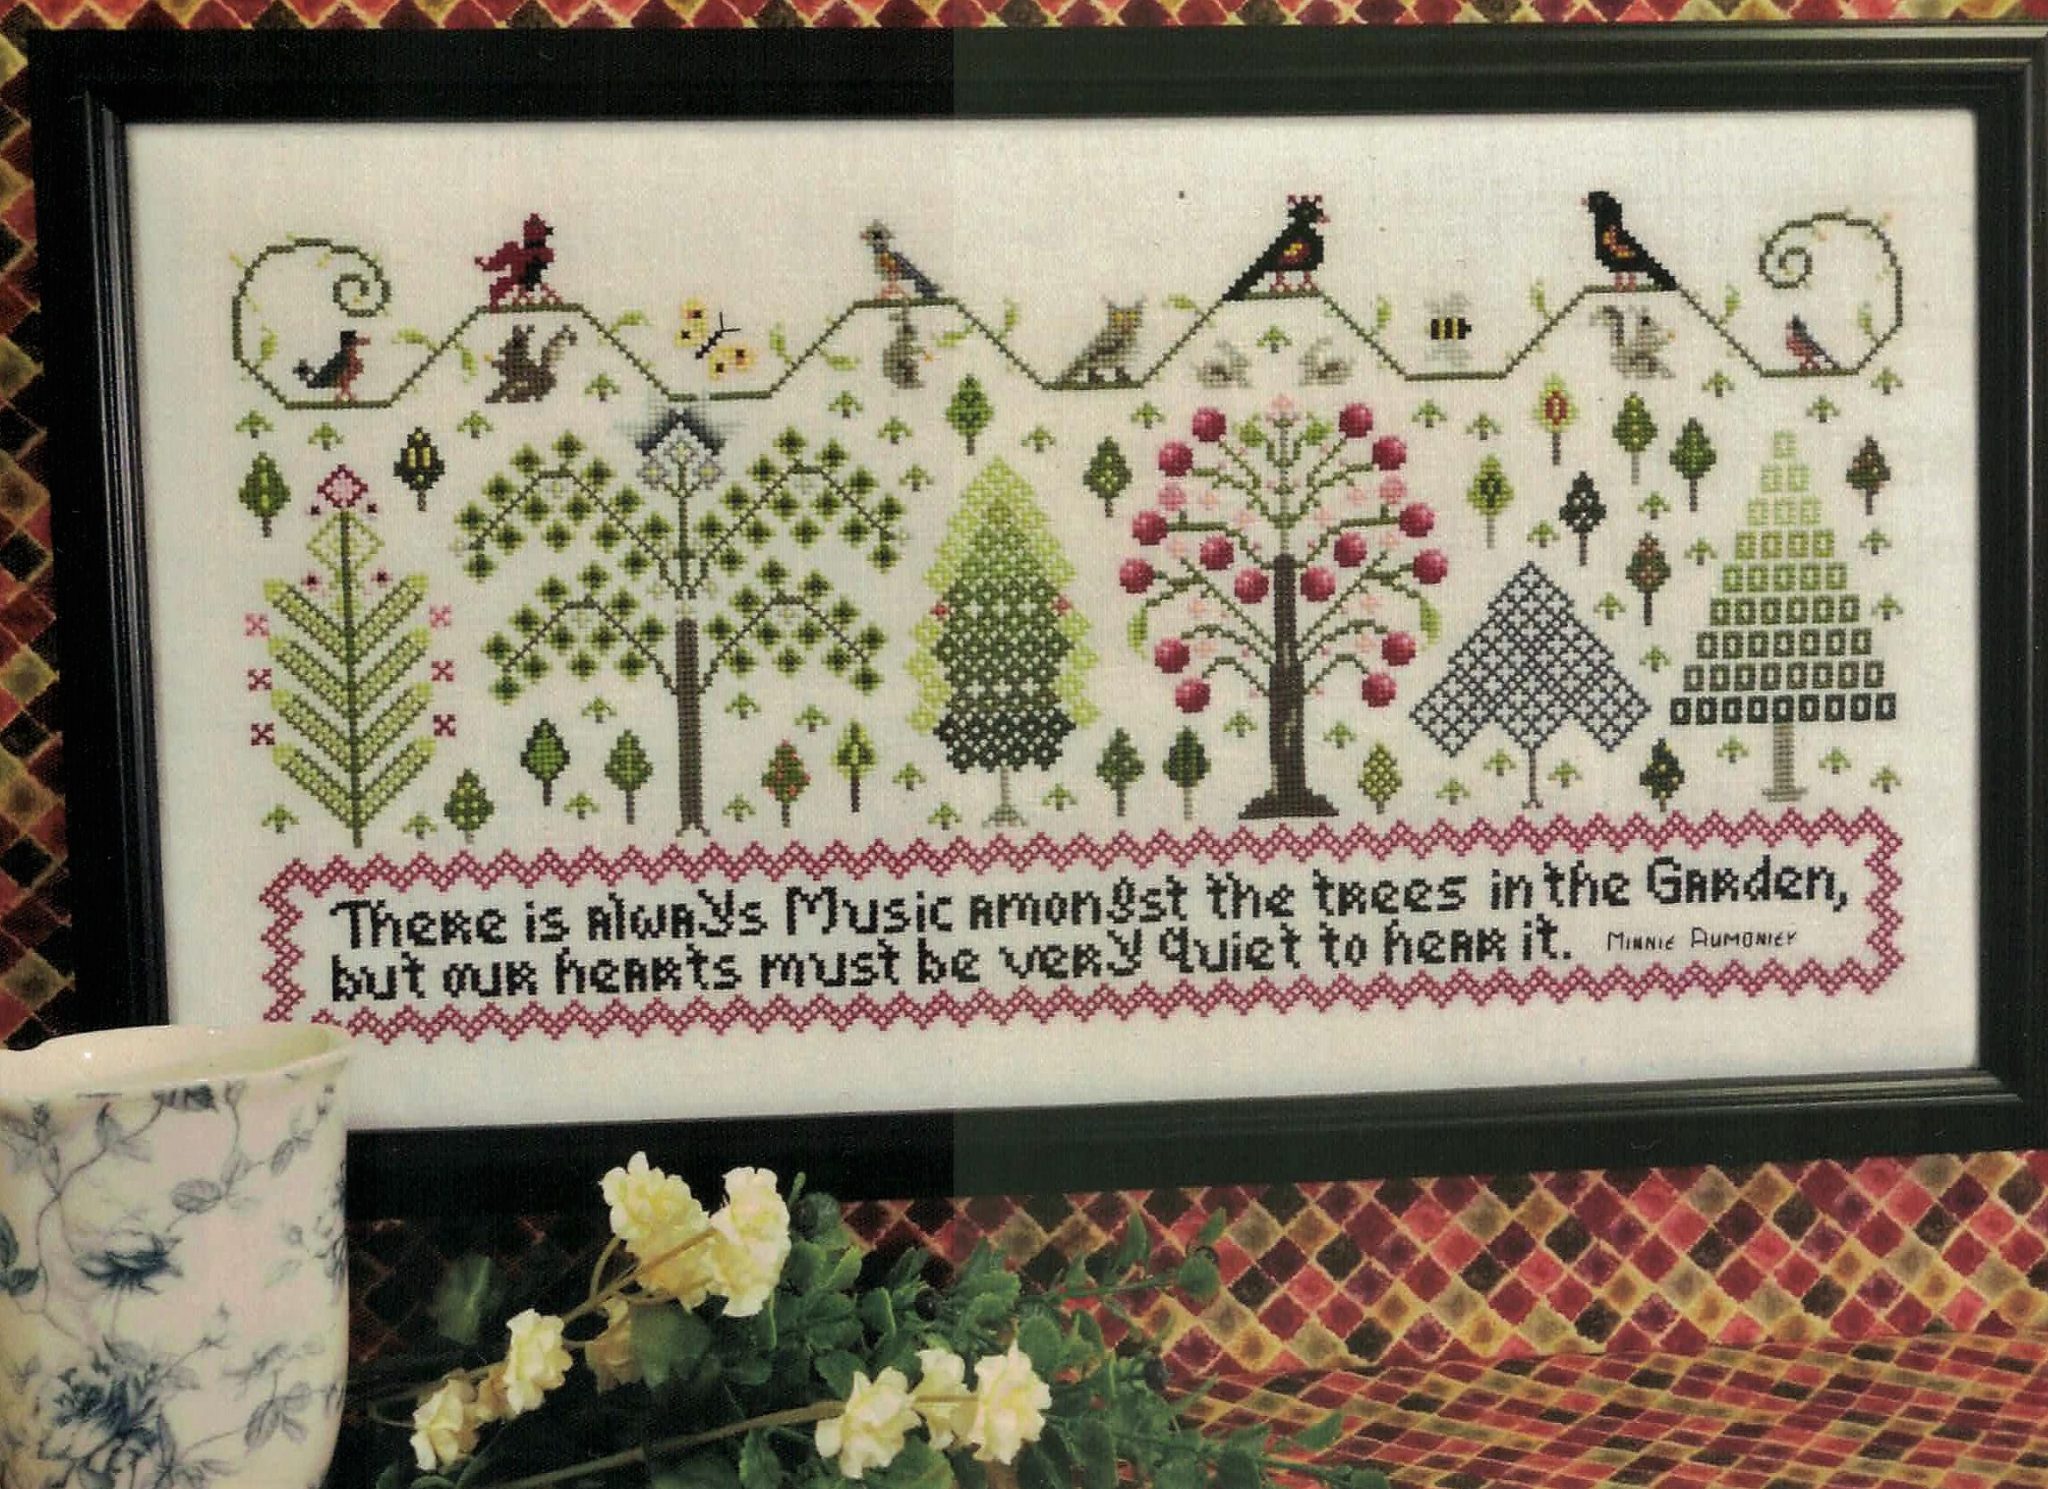 There is always Music amongst the trees in the Garden,
but our hearts must be very quiet to hear it. Minnie Aumoniey